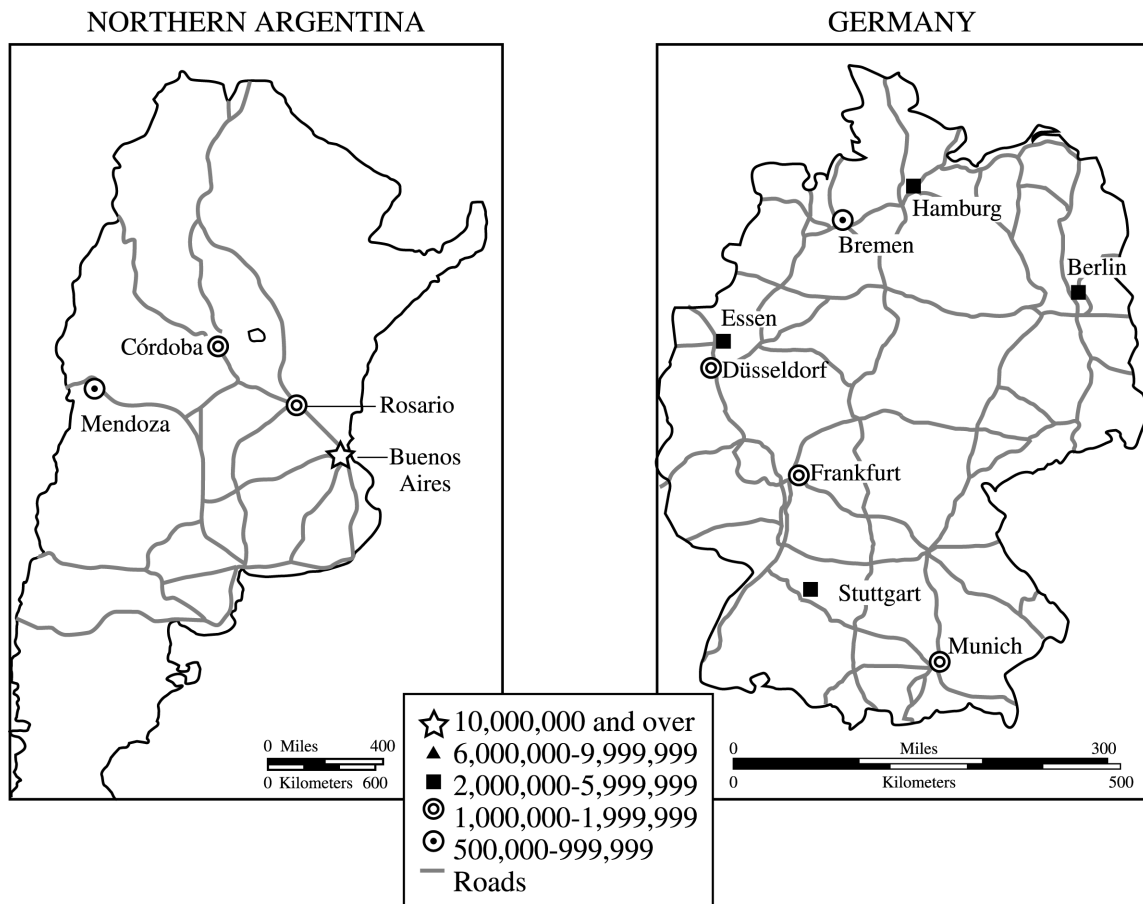 NORTHERN ARGENTINA
Córdoba
Mendoza
Rosario
Buenos
Aires
0 Miles 400
0 Kilometers 600
GERMANY
Hamburg
Bremen
Berlin
Essen
Düsseldorf
Frankfurt
Stuttgart
Munich
0 Miles 300
0 Kilometers 500
10,000,000 and over
6,000,000-9,999,999
2,000,000-5,999,999
1,000,000-1,999,999
500,000-999,999
Roads